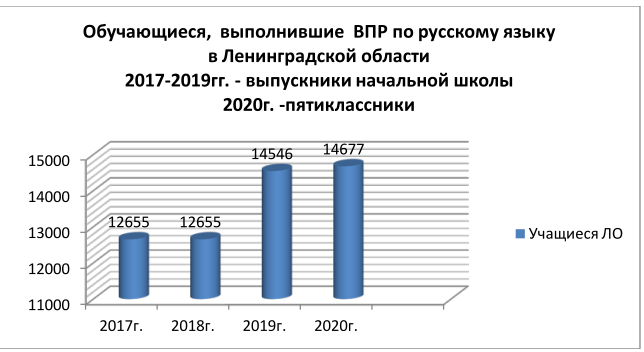 Обучающиеся, выполнившие ВПР по русскому языку
в Ленинградской области
2017-2019гг. - выпускники начальной школы
2020г. -пятиклассники
15000
14000
13000
12000
11000
12655
12655
14546
14677
2017г.
2018г.
2019г.
2020г.
Учащиеся ЛО